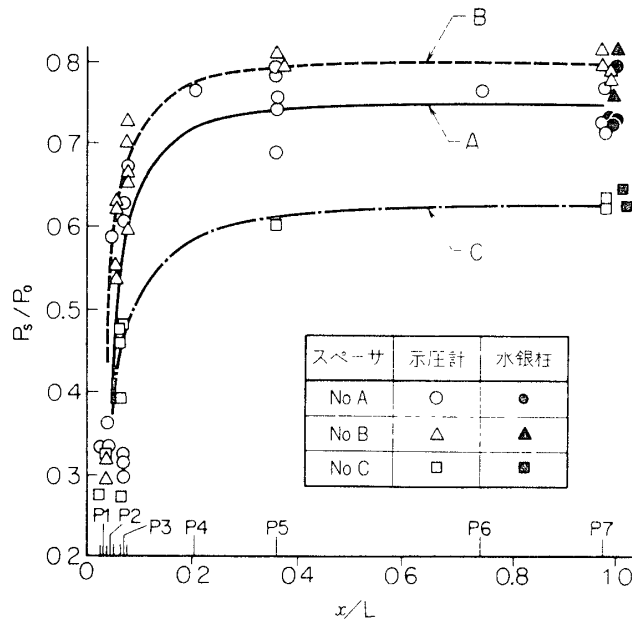 B
A
C
0.8
0.7
0.6
0.5
0.4
0.3
0.2
Ps/Po
スペーサ 示圧計 水銀柱
No A ○ ●
No B △ ▲
No C □ ■
P1 P2 P3 P4 P5 P6 P7
0 0.2 0.4 0.6 0.8 1.0
x/L